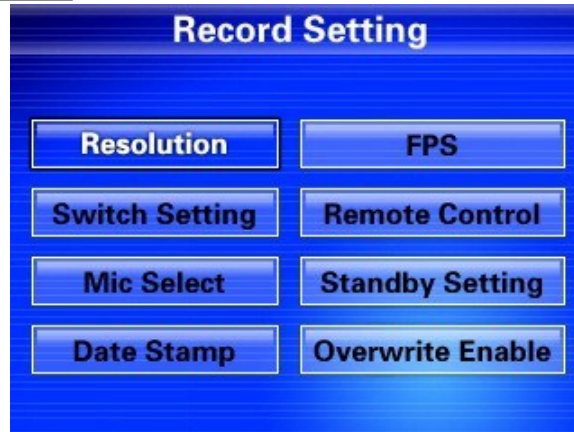 Record Setting
Resolution
FPS
Switch Setting
Remote Control
Mic Select
Standby Setting
Date Stamp
Overwrite Enable